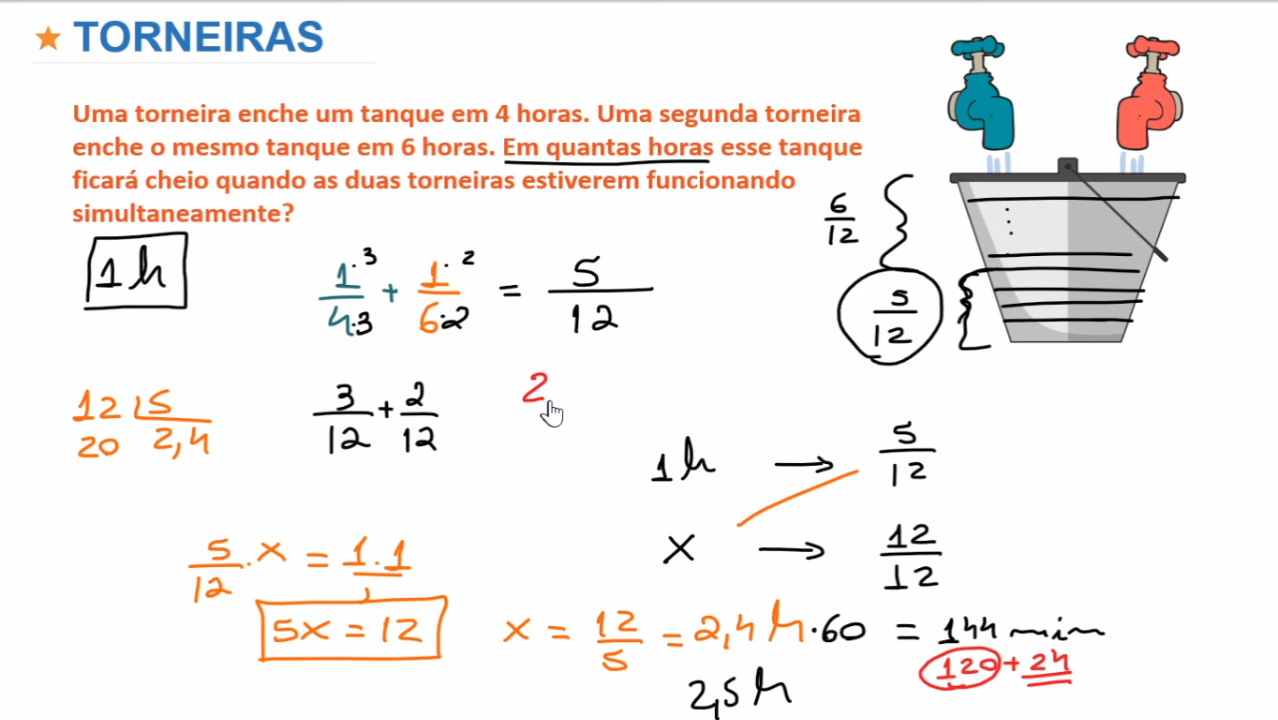 TORNEIRAS
Uma torneira enche um tanque em 4 horas. Uma segunda torneira
enche o mesmo tanque em 6 horas. Em quantas horas esse tanque
ficará cheio quando as duas torneiras estiverem funcionando
simultaneamente?
1h
1·3/4·3 + 1·2/6·2 = 5/12
6/12
5/12
12 | 5
20 2,4
3/12 + 2/12
2
1h → 5/12
x → 12/12
5/12 · x = 1·1
5x = 12
x = 12/5 = 2,4 h · 60 = 144 min
120 + 24
2,5 h